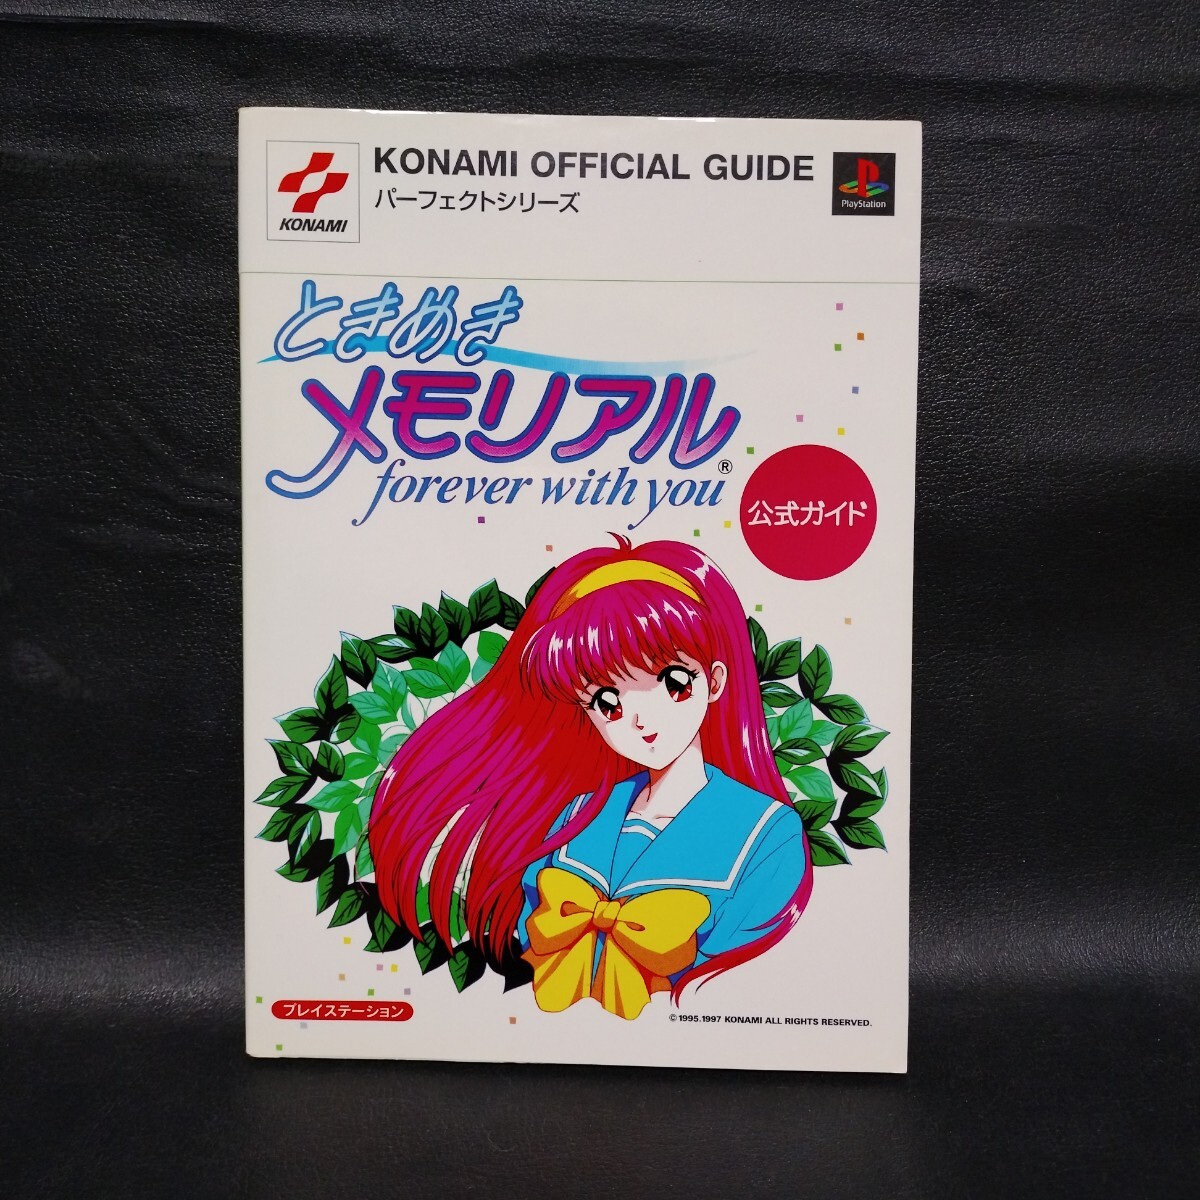 KONAMI
KONAMI OFFICIAL GUIDE
パーフェクトシリーズ
PlayStation
ときめき
メモリアル®
forever with you
公式ガイド
プレイステーション
©1995.1997 KONAMI ALL RIGHTS RESERVED.